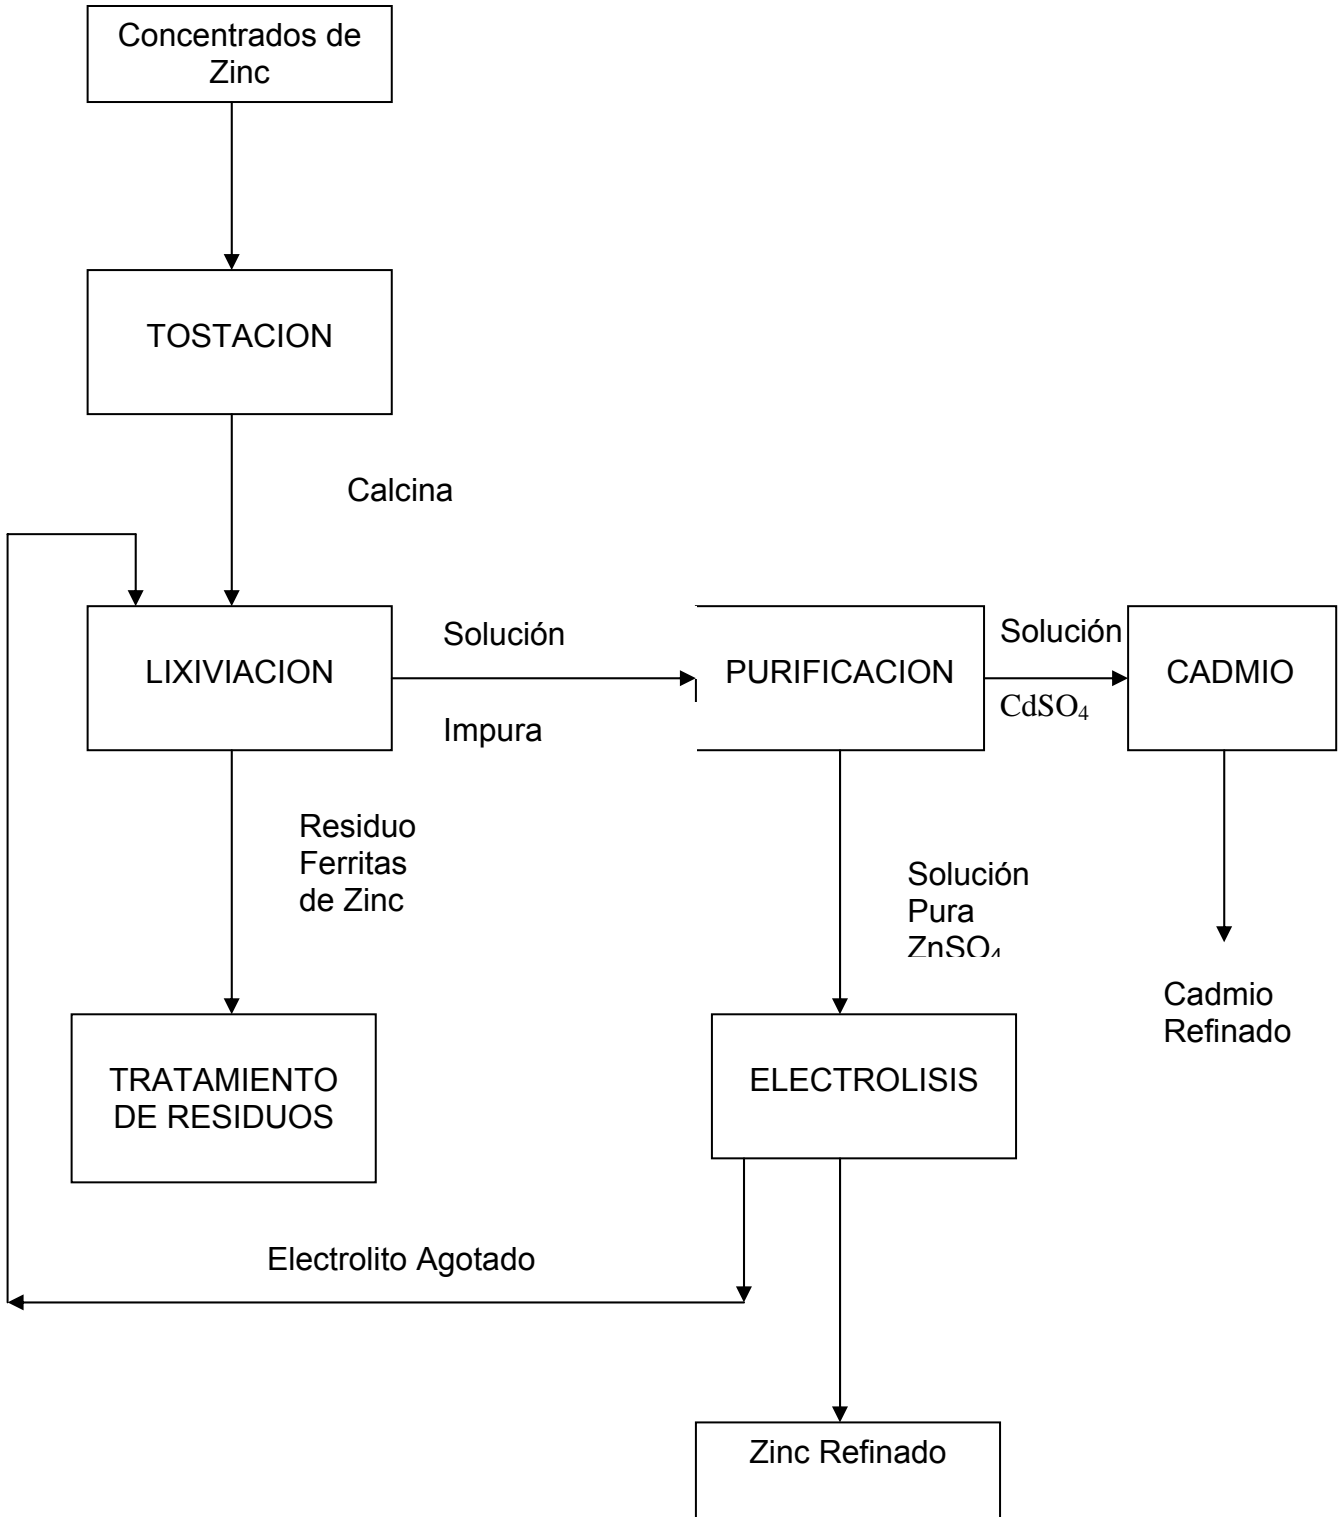 Concentrados de
Zinc
TOSTACION
Calcina
LIXIVIACION
Solución
Impura
PURIFICACION
Solución
CdSO₄
CADMIO
Residuo
Ferritas
de Zinc
Solución
Pura
ZnSO₄
Cadmio
Refinado
TRATAMIENTO
DE RESIDUOS
ELECTROLISIS
Electrolito Agotado
Zinc Refinado